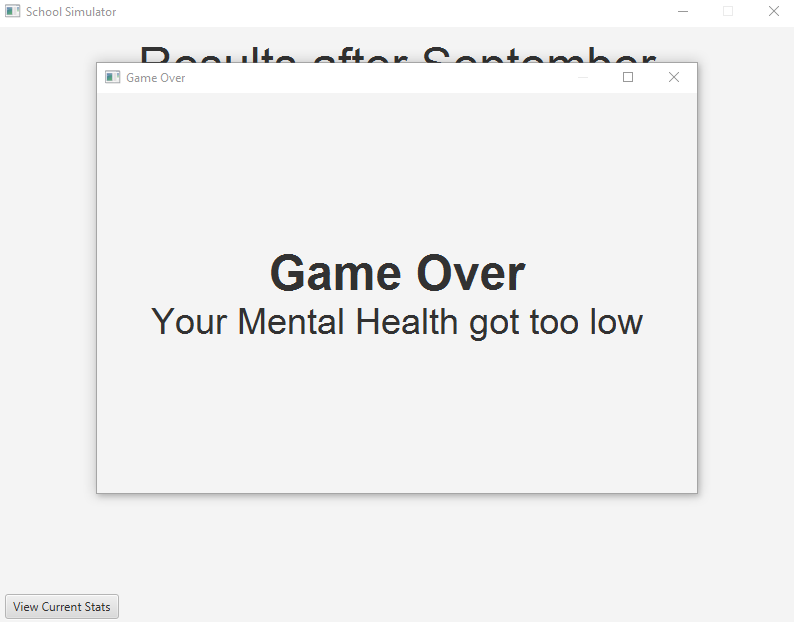 School Simulator
Results after September
Game Over
Game Over
Your Mental Health got too low
View Current Stats